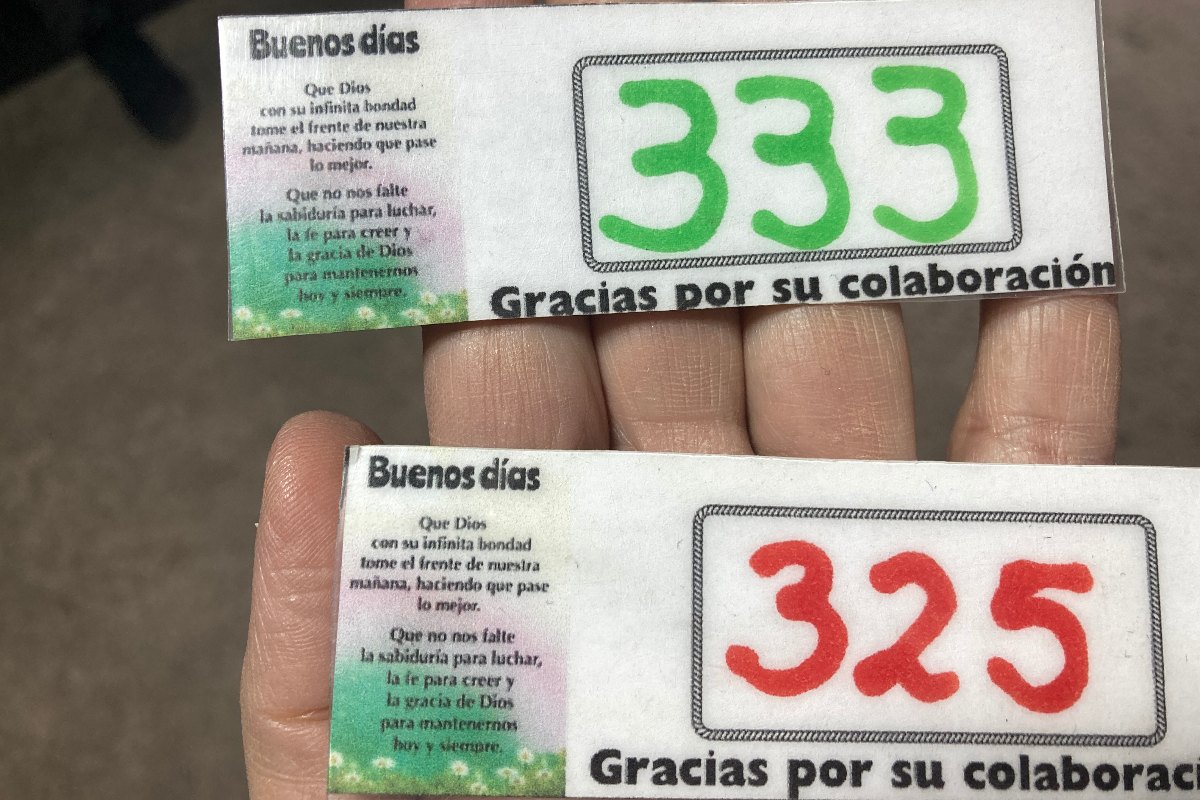 Buenos días
Que Dios
con su infinita bondad
tome el frente de nuestra
mañana, haciendo que pase
lo mejor.
Que no nos falte
la sabiduría para luchar,
la fe para creer y
la gracia de Dios
para mantenernos
hoy y siempre.
333
Gracias por su colaboración
Buenos días
Que Dios
con su infinita bondad
tome el frente de nuestra
mañana, haciendo que pase
lo mejor.
Que no nos falte
la sabiduría para luchar,
la fe para creer y
la gracia de Dios
para mantenernos
hoy y siempre.
325
Gracias por su colaboraci